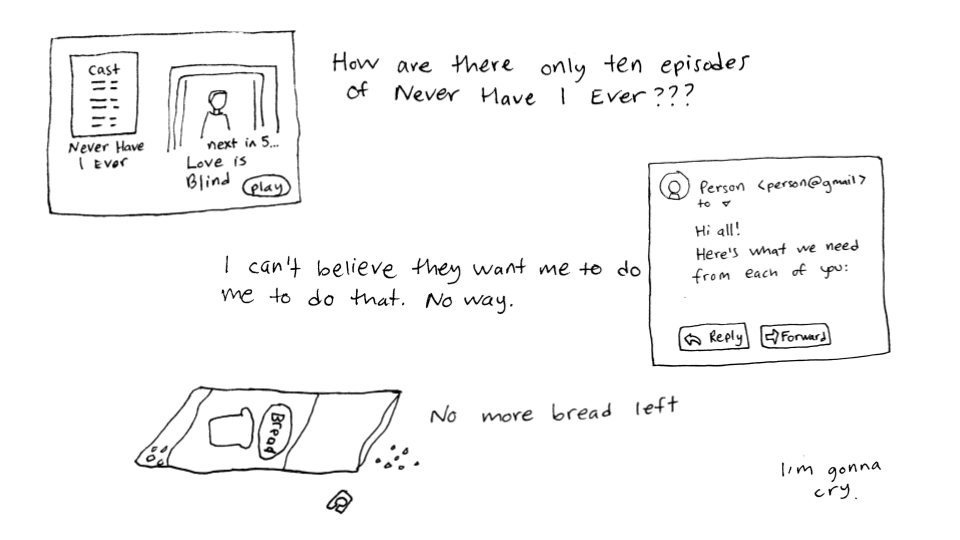 Cast
Never Have
I Ever
next in 5...
Love is
Blind
play
How are there only ten episodes
of Never Have I Ever???
Person <person@gmail>
to
Hi all!
Here's what we need
from each of you:
Reply
Forward
I can't believe they want me to do
me to do that. No way.
Bread
No more bread left
I'm gonna
cry.